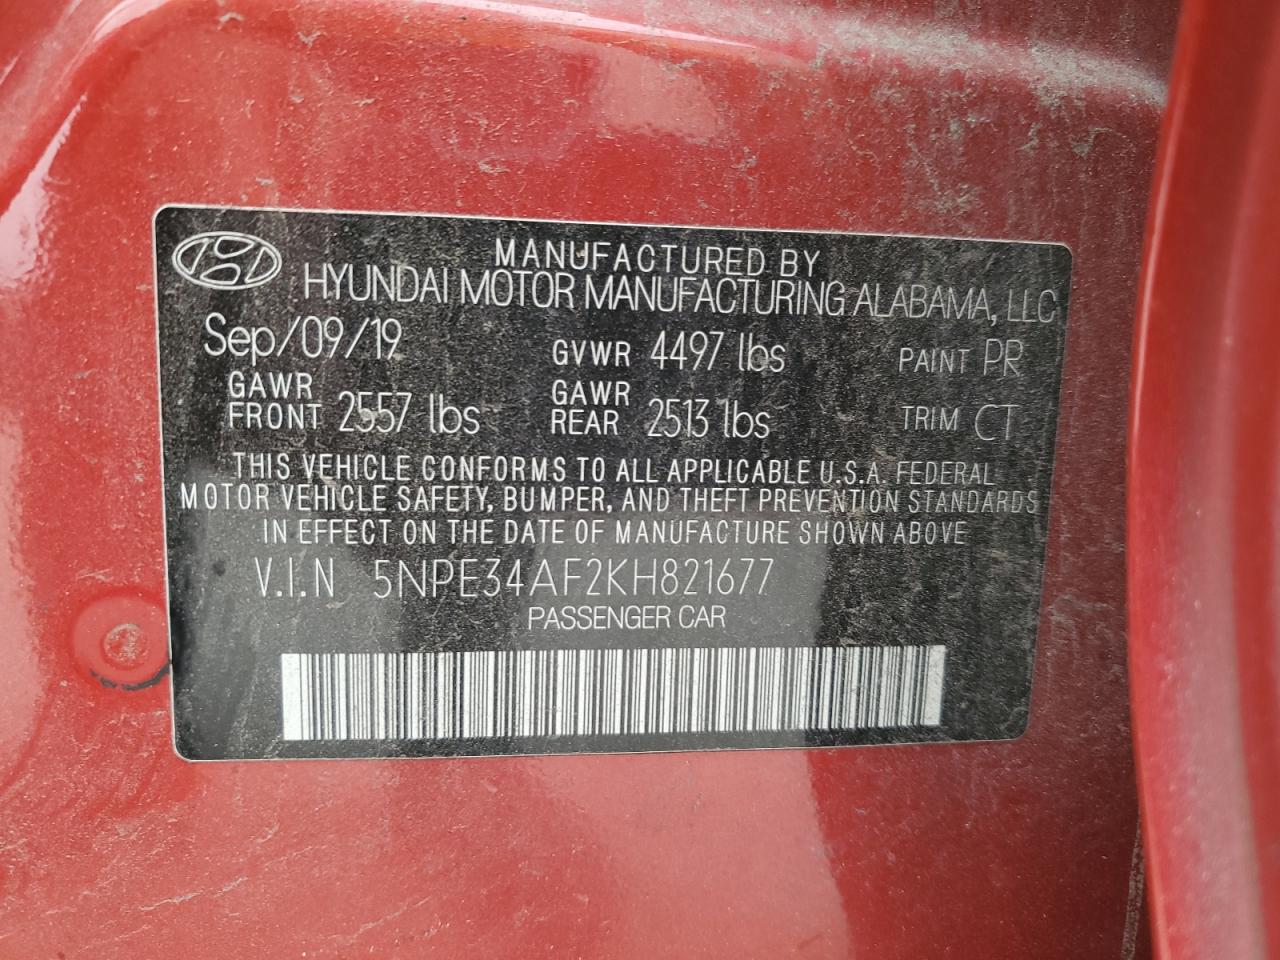 MANUFACTURED BY
HYUNDAI MOTOR MANUFACTURING ALABAMA, LLC
Sep/09/19 GVWR 4497 lbs PAINT PR
GAWR FRONT 2557 lbs GAWR REAR 2513 lbs TRIM CT
THIS VEHICLE CONFORMS TO ALL APPLICABLE U.S.A. FEDERAL
MOTOR VEHICLE SAFETY, BUMPER, AND THEFT PREVENTION STANDARDS
IN EFFECT ON THE DATE OF MANUFACTURE SHOWN ABOVE
V.I.N 5NPE34AF2KH821677
PASSENGER CAR